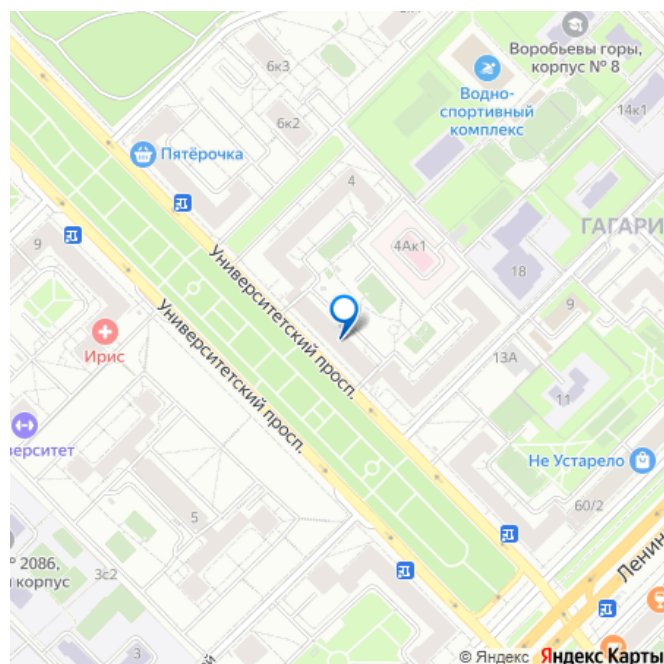 Воробьевы горы,
корпус № 8
6к3
Водно-
спортивный
комплекс
14к1
6к2
Пятёрочка
4
ГАГАРИ
4Ак1
9
18
Университетский просп.
9
Университетский просп.
Ирис
13А
11
верситет
Не Устарело
60/2
5
№ 2086,
й корпус
3с2
Ленин
3
й
© Яндекс Яндекс Карты